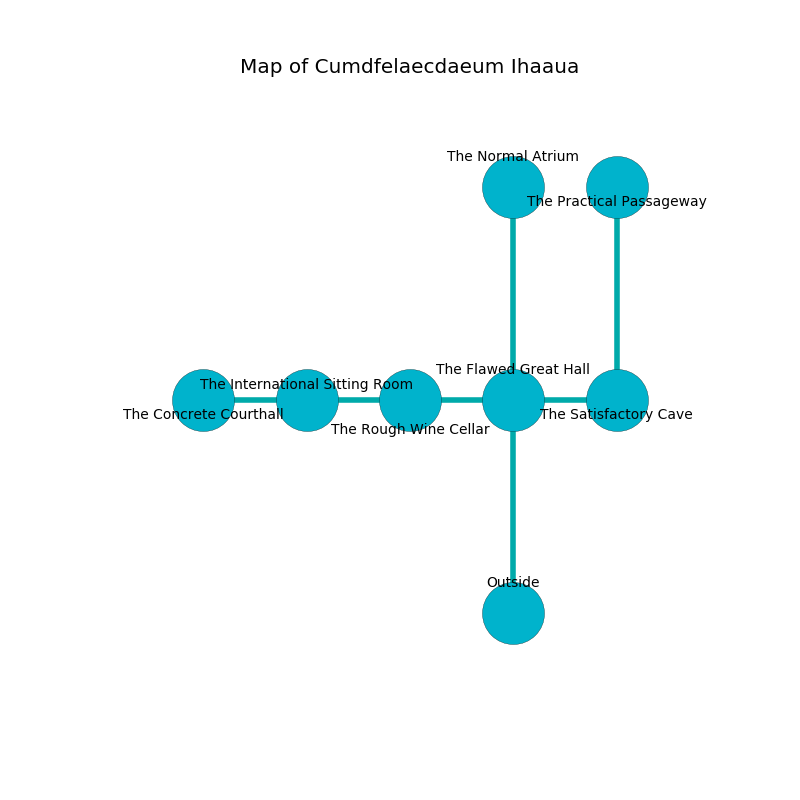 Map of Cumdfelaecdaeum Ihaaua
The Normal Atrium
The Practical Passageway
The Flawed Great Hall
The International Sitting Room
The Concrete Courthall
The Satisfactory Cave
The Rough Wine Cellar
Outside